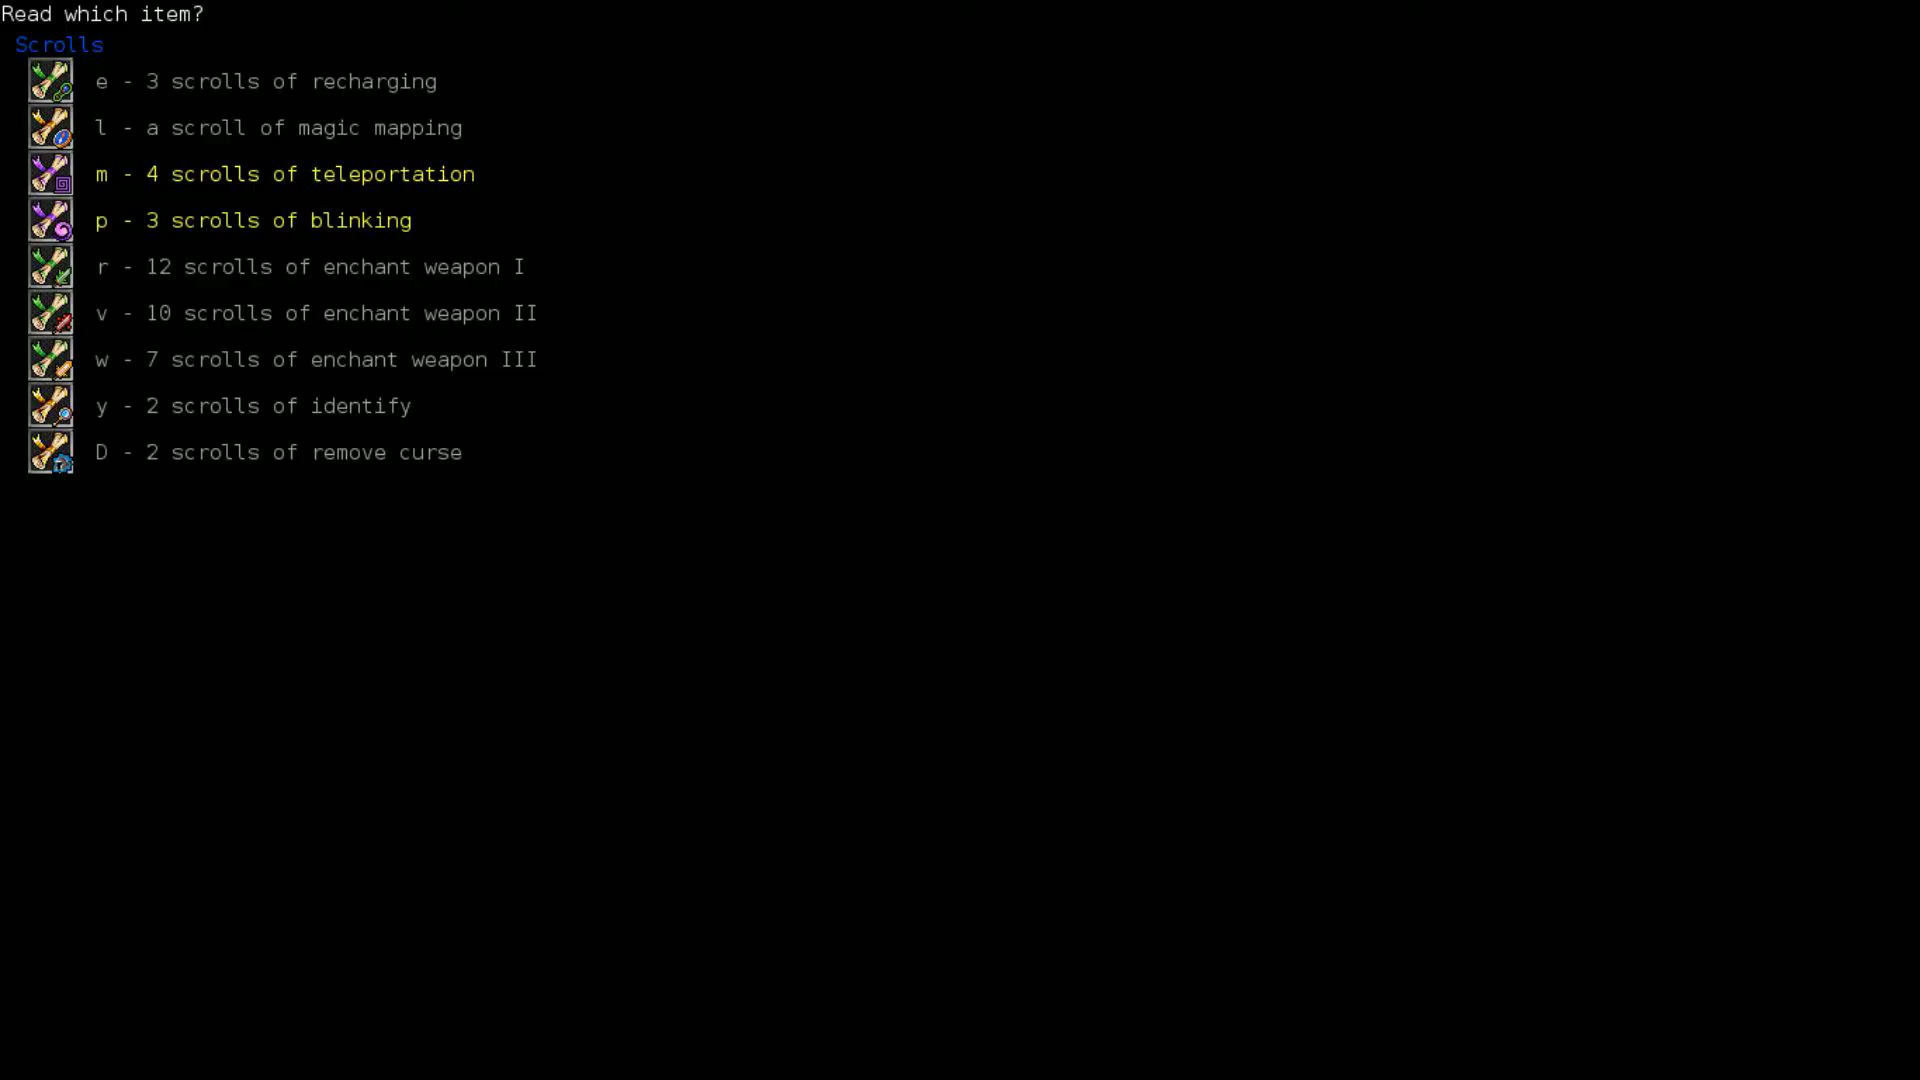 Read which item?
Scrolls
e - 3 scrolls of recharging
l - a scroll of magic mapping
m - 4 scrolls of teleportation
p - 3 scrolls of blinking
r - 12 scrolls of enchant weapon I
v - 10 scrolls of enchant weapon II
w - 7 scrolls of enchant weapon III
y - 2 scrolls of identify
D - 2 scrolls of remove curse